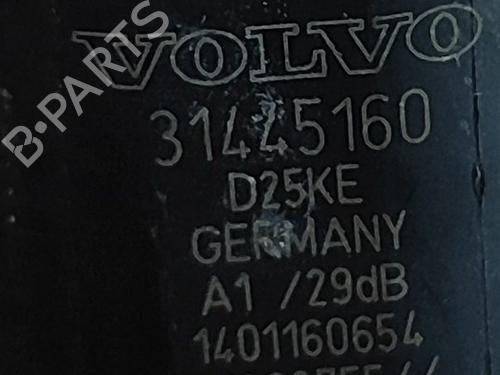 VOLVO
31445160
D25KE
GERMANY
A1 /29dB
1401160654
B-PARTS